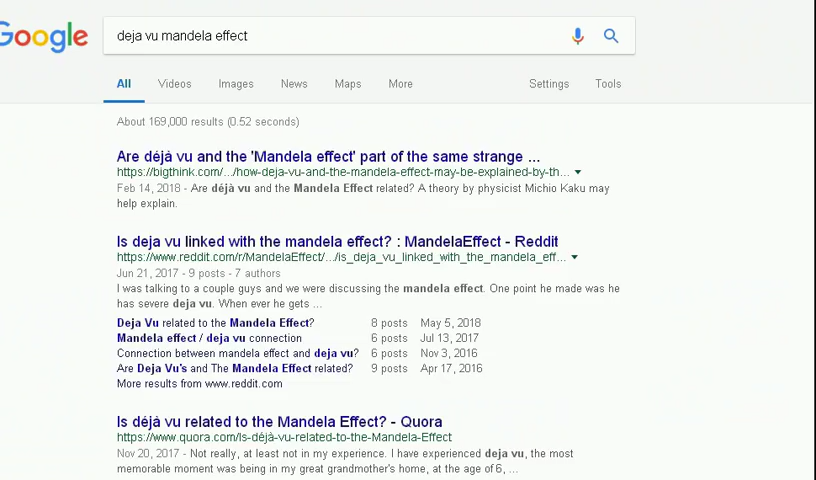 Google
deja vu mandela effect
All Videos Images News Maps More Settings Tools
About 169,000 results (0.52 seconds)
Are déjà vu and the 'Mandela effect' part of the same strange ...
https://bigthink.com/.../how-deja-vu-and-the-mandela-effect-may-be-explained-by-th...
Feb 14, 2018 - Are déjà vu and the Mandela Effect related? A theory by physicist Michio Kaku may
help explain.
Is deja vu linked with the mandela effect? : MandelaEffect - Reddit
https://www.reddit.com/r/MandelaEffect/.../is_deja_vu_linked_with_the_mandela_eff...
Jun 21, 2017 - 9 posts - 7 authors
I was talking to a couple guys and we were discussing the mandela effect. One point he made was he
has severe deja vu. When ever he gets ...
Deja Vu related to the Mandela Effect? 8 posts May 5, 2018
Mandela effect / deja vu connection 6 posts Jul 13, 2017
Connection between mandela effect and deja vu? 6 posts Nov 3, 2016
Are Deja Vu's and The Mandela Effect related? 9 posts Apr 17, 2016
More results from www.reddit.com
Is déjà vu related to the Mandela Effect? - Quora
https://www.quora.com/Is-déjà-vu-related-to-the-Mandela-Effect
Nov 20, 2017 - Not really, at least not in my experience. I have experienced deja vu, the most
memorable moment was being in my great grandmother's home, at the age of 6, ...